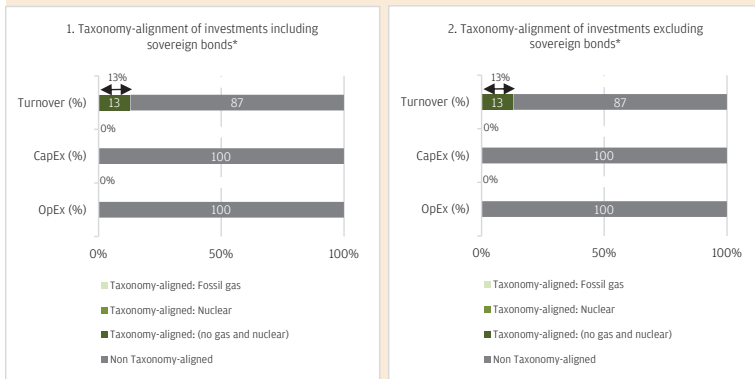 1. Taxonomy-alignment of investments including
sovereign bonds*
13%
Turnover (%)
13
87
0%
CapEx (%)
100
0%
OpEx (%)
100
0%
50%
100%
Taxonomy-aligned: Fossil gas
Taxonomy-aligned: Nuclear
Taxonomy-aligned: (no gas and nuclear)
Non Taxonomy-aligned
2. Taxonomy-alignment of investments excluding
sovereign bonds*
13%
Turnover (%)
13
87
0%
CapEx (%)
100
0%
OpEx (%)
100
0%
50%
100%
Taxonomy-aligned: Fossil gas
Taxonomy-aligned: Nuclear
Taxonomy-aligned: (no gas and nuclear)
Non Taxonomy-aligned